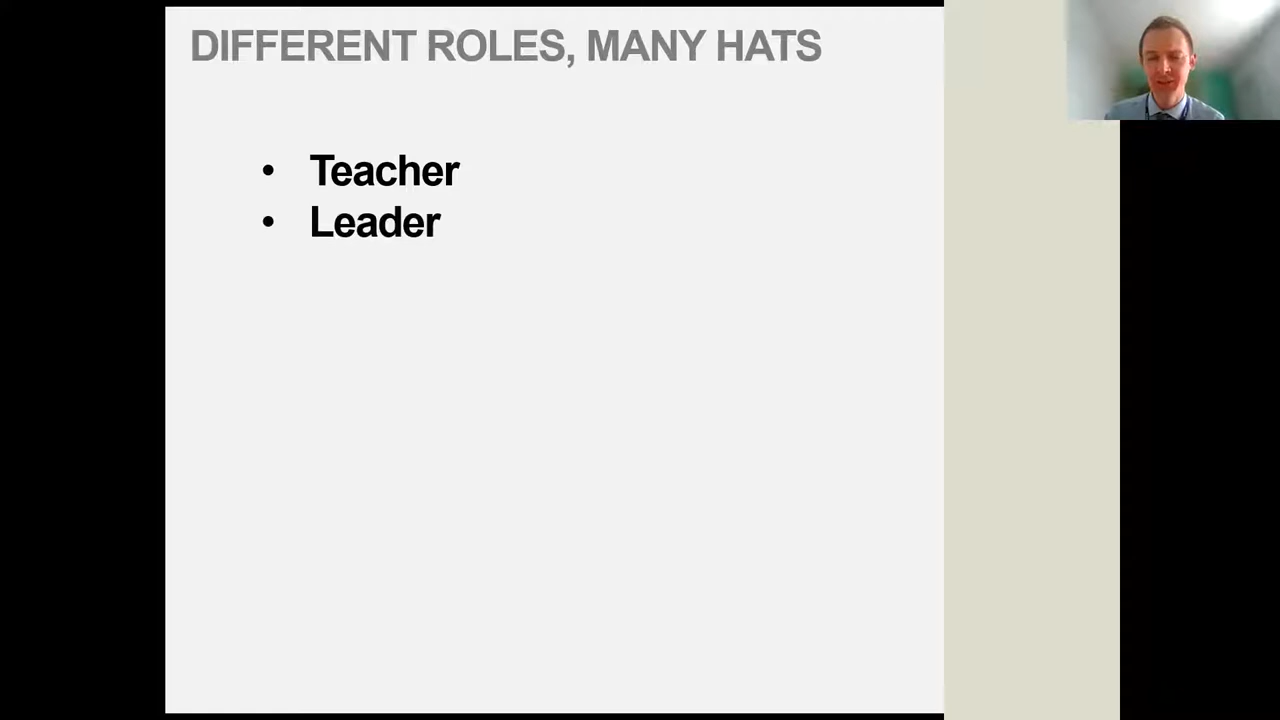 DIFFERENT ROLES, MANY HATS
• Teacher
• Leader